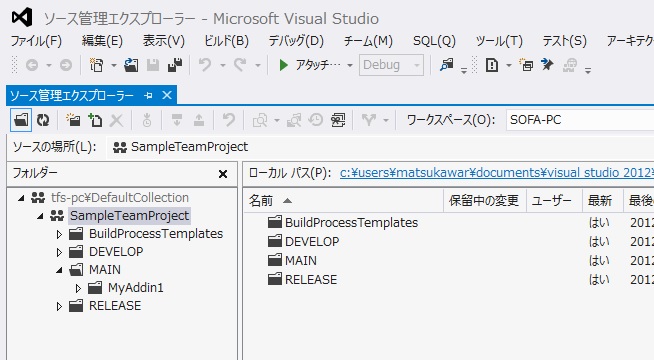 ソース管理エクスプローラー - Microsoft Visual Studio
ファイル(F) 編集(E) 表示(V) ビルド(B) デバッグ(D) チーム(M) SQL(Q) ツール(T) テスト(S) アーキテク
アタッチ… Debug
ソース管理エクスプローラー
ワークスペース(O): SOFA-PC
ソースの場所(L): SampleTeamProject
フォルダー ローカル パス(P): c:¥users¥matsukawar¥documents¥visual studio 2012¥
tfs-pc¥DefaultCollection 名前 保留中の変更 ユーザー 最新 最後
SampleTeamProject BuildProcessTemplates はい 2012
BuildProcessTemplates DEVELOP はい 2012
DEVELOP MAIN はい 2012
MAIN RELEASE はい 2012
MyAddin1
RELEASE